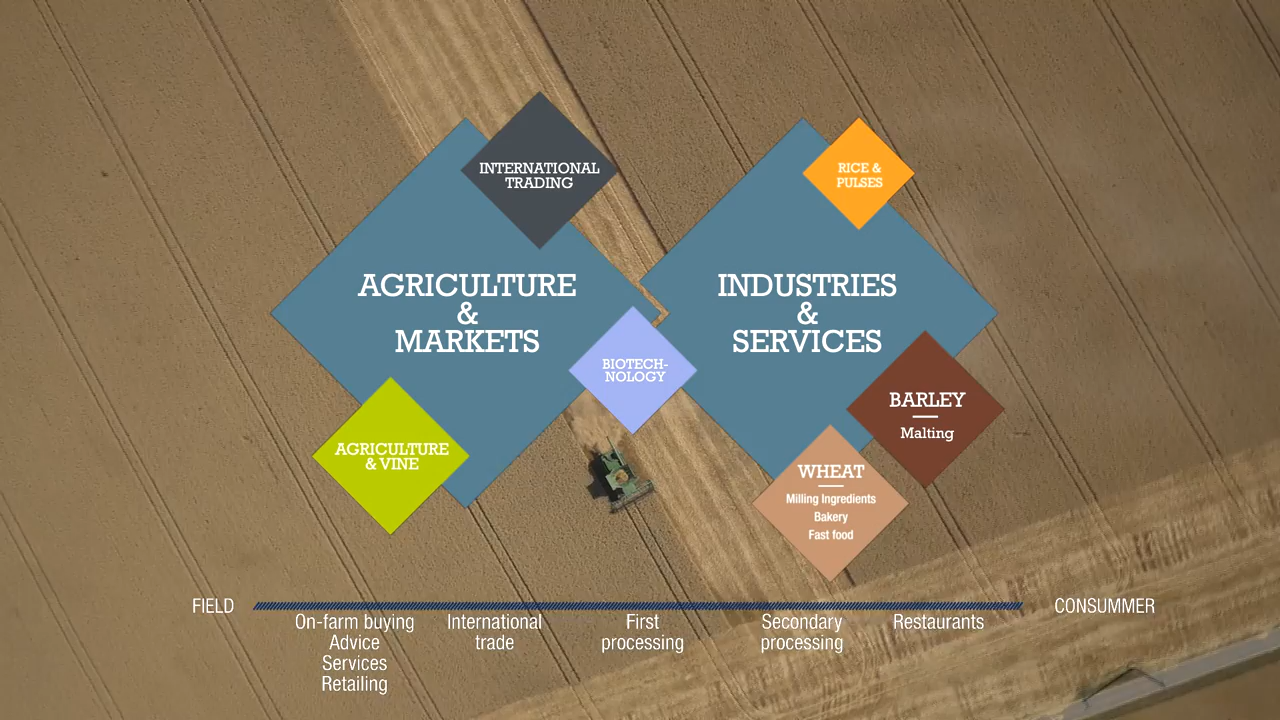 INTERNATIONAL
TRADING
RICE &
PULSES
AGRICULTURE
&
MARKETS
INDUSTRIES
&
SERVICES
BIOTECH-
NOLOGY
BARLEY
Malting
AGRICULTURE
& VINE
WHEAT
Milling Ingredients
Bakery
Fast food
FIELD
CONSUMMER
On-farm buying
Advice
Services
Retailing
International
trade
First
processing
Secondary
processing
Restaurants